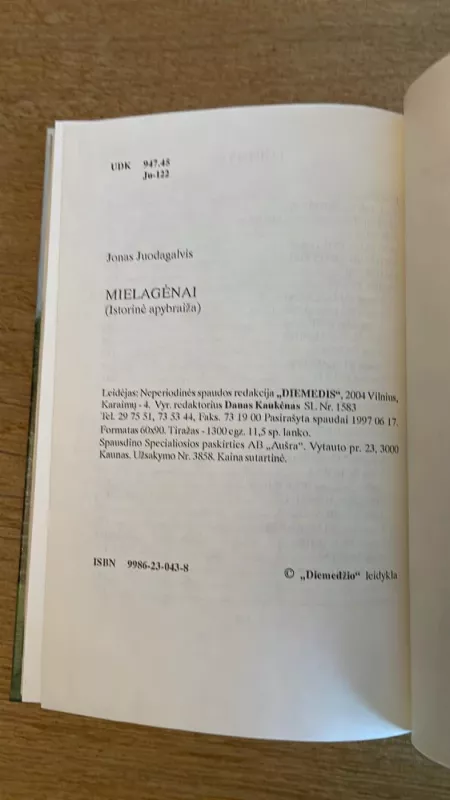 UDK 947.45
Ju-122
Jonas Juodagalvis
MIELAGĖNAI
(Istorinė apybraiža)
Leidėjas: Neperiodinės spaudos redakcija „DIEMEDIS“, 2004 Vilnius,
Karaimų - 4. Vyr. redaktorius Danas Kaukėnas SL. Nr. 1583
Tel. 29 75 51, 73 53 44, Faks. 73 19 00 Pasirašyta spaudai 1997 06 17.
Formatas 60x90. Tiražas - 1300 egz. 11,5 sp. lanko.
Spausdino Specialiosios paskirties AB „Aušra“. Vytauto pr. 23, 3000
Kaunas. Užsakymo Nr. 3858. Kaina sutartinė.
ISBN 9986-23-043-8
© „Diemedžio“ leidykla